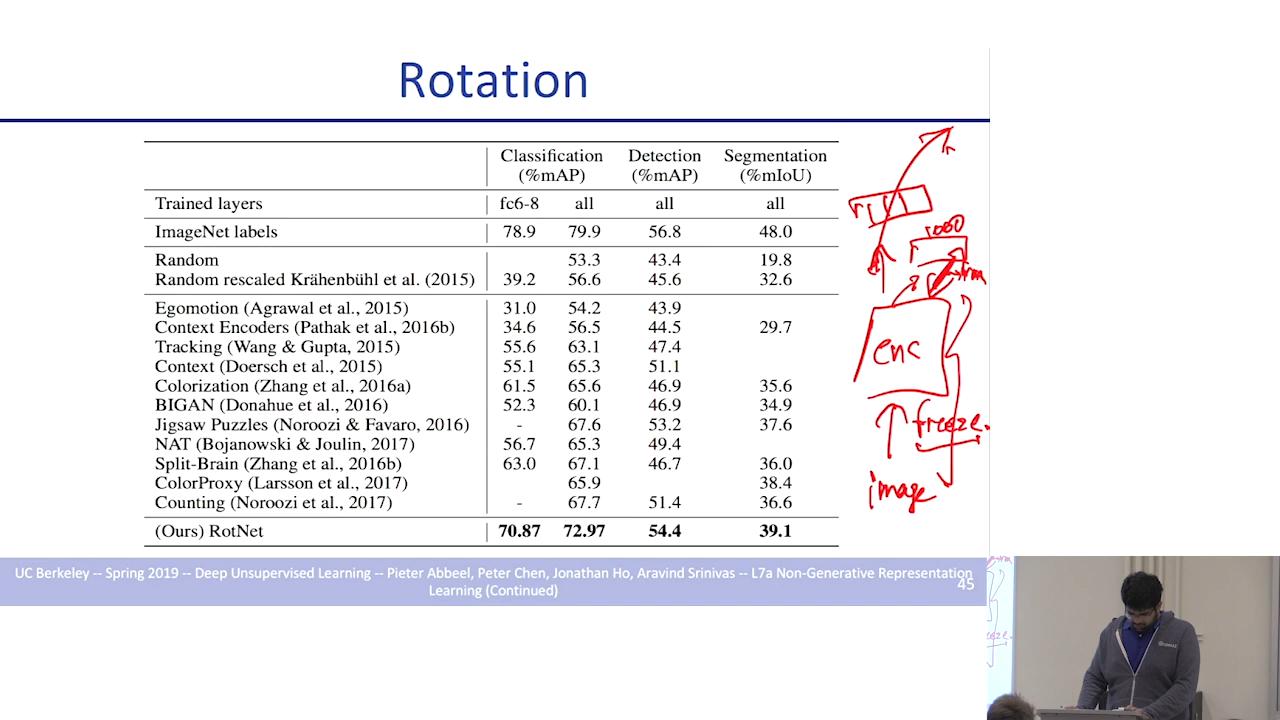 Rotation
Classification Detection Segmentation
(%mAP) (%mAP) (%mIoU)
Trained layers fc6-8 all all all
ImageNet labels 78.9 79.9 56.8 48.0
Random 53.3 43.4 19.8
Random rescaled Krähenbühl et al. (2015) 39.2 56.6 45.6 32.6
Egomotion (Agrawal et al., 2015) 31.0 54.2 43.9
Context Encoders (Pathak et al., 2016b) 34.6 56.5 44.5 29.7
Tracking (Wang & Gupta, 2015) 55.6 63.1 47.4
Context (Doersch et al., 2015) 55.1 65.3 51.1
Colorization (Zhang et al., 2016a) 61.5 65.6 46.9 35.6
BIGAN (Donahue et al., 2016) 52.3 60.1 46.9 34.9
Jigsaw Puzzles (Noroozi & Favaro, 2016) - 67.6 53.2 37.6
NAT (Bojanowski & Joulin, 2017) 56.7 65.3 49.4
Split-Brain (Zhang et al., 2016b) 63.0 67.1 46.7 36.0
ColorProxy (Larsson et al., 2017) 65.9 38.4
Counting (Noroozi et al., 2017) - 67.7 51.4 36.6
(Ours) RotNet 70.87 72.97 54.4 39.1
1000
enc
freeze.
image
UC Berkeley -- Spring 2019 -- Deep Unsupervised Learning -- Pieter Abbeel, Peter Chen, Jonathan Ho, Aravind Srinivas -- L7a Non-Generative Representation
Learning (Continued)
45